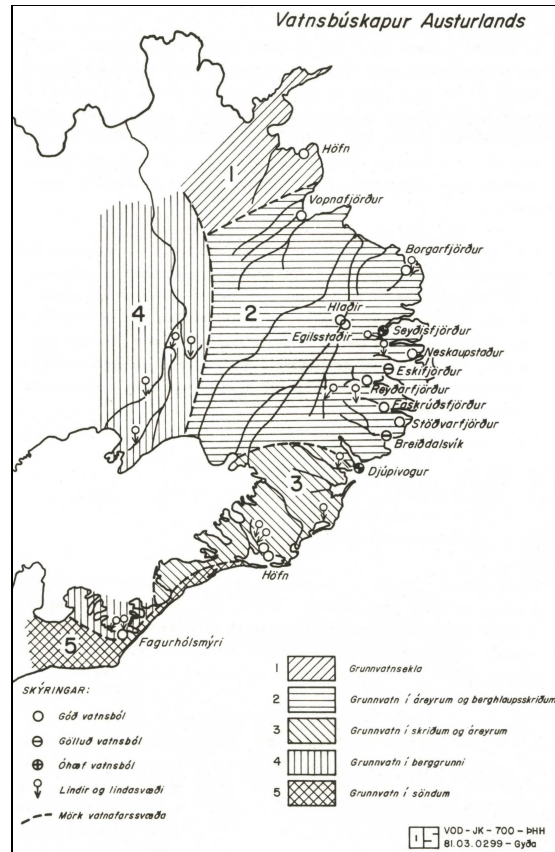 Vatnsbúskapur Austurlands
Höfn
1
Vopnafjörður
Borgarfjörður
4
2
Hlaðir
Seyðisfjörður
Egilsstaðir
Neskaupstaður
Eskifjörður
Reyðarfjörður
Faskrúðsfjörður
Stöðvarfjörður
Breiðdalsvík
3
Djúpivogur
Höfn
5
Fagurhólsmýri
SKÝRINGAR:
Góð vatnsból
Gölluð vatnsból
Óhæf vatnsból
Lindir og lindasvæði
Mörk vatnafarssvæða
1 Grunnvatnsekla
2 Grunnvatn í áreyrum og berghlaupsskriðum
3 Grunnvatn í skriðum og áreyrum
4 Grunnvatn í berggrunni
5 Grunnvatn í söndum
VOD - JK - 700 - ÞHH
81.03.0299 - Gyða